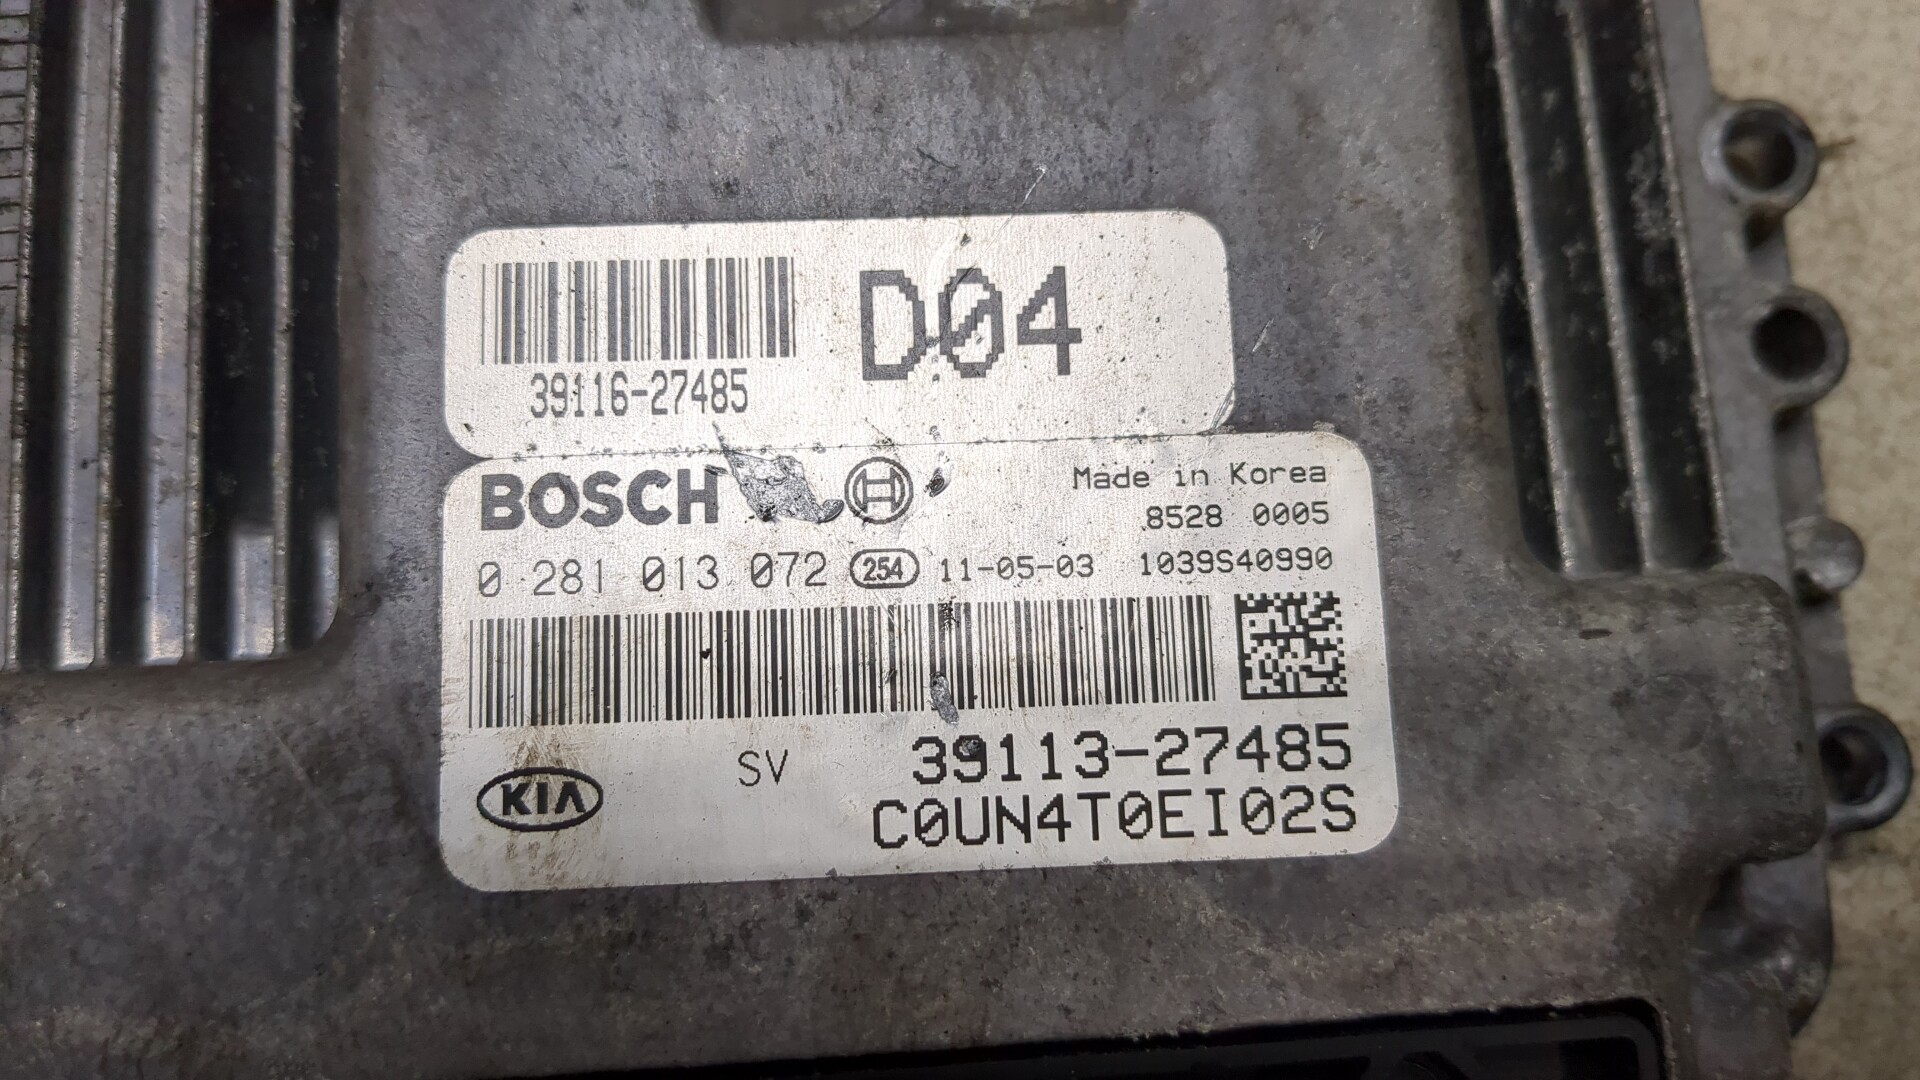 D04
39116-27485
BOSCH
Made in Korea
8528 0005
0 281 013 072 254 11-05-03 1039S40990
SV 39113-27485
KIA
C0UN4T0EI02S